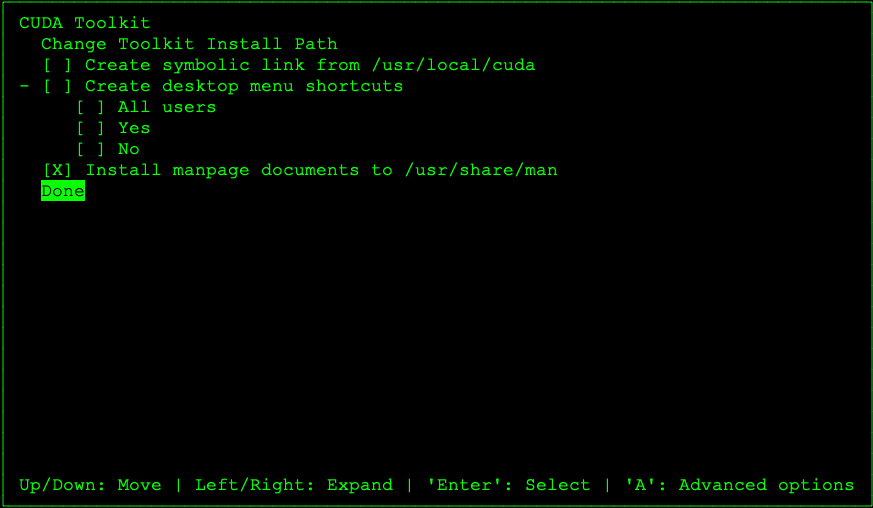 CUDA Toolkit
Change Toolkit Install Path
[ ] Create symbolic link from /usr/local/cuda
- [ ] Create desktop menu shortcuts
[ ] All users
[ ] Yes
[ ] No
[X] Install manpage documents to /usr/share/man
Done
Up/Down: Move | Left/Right: Expand | 'Enter': Select | 'A': Advanced options